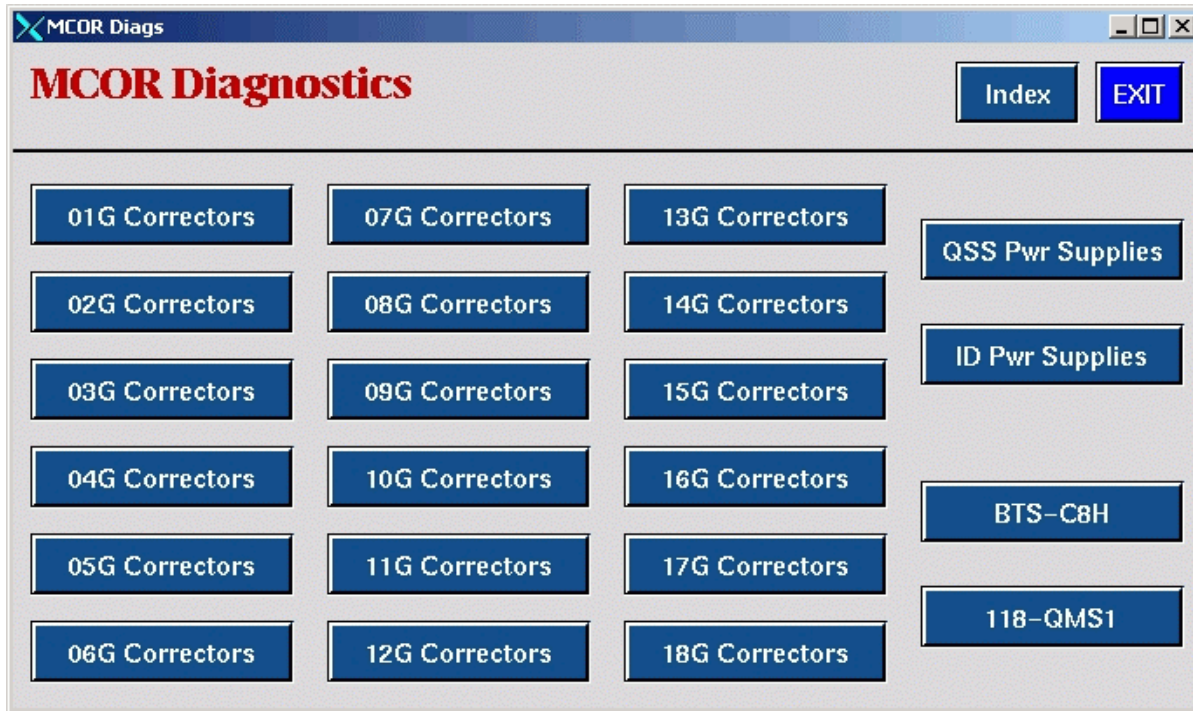 MCOR Diags
MCOR Diagnostics
Index
EXIT
01G Correctors
07G Correctors
13G Correctors
QSS Pwr Supplies
02G Correctors
08G Correctors
14G Correctors
ID Pwr Supplies
03G Correctors
09G Correctors
15G Correctors
04G Correctors
10G Correctors
16G Correctors
BTS-C8H
05G Correctors
11G Correctors
17G Correctors
118-QMS1
06G Correctors
12G Correctors
18G Correctors